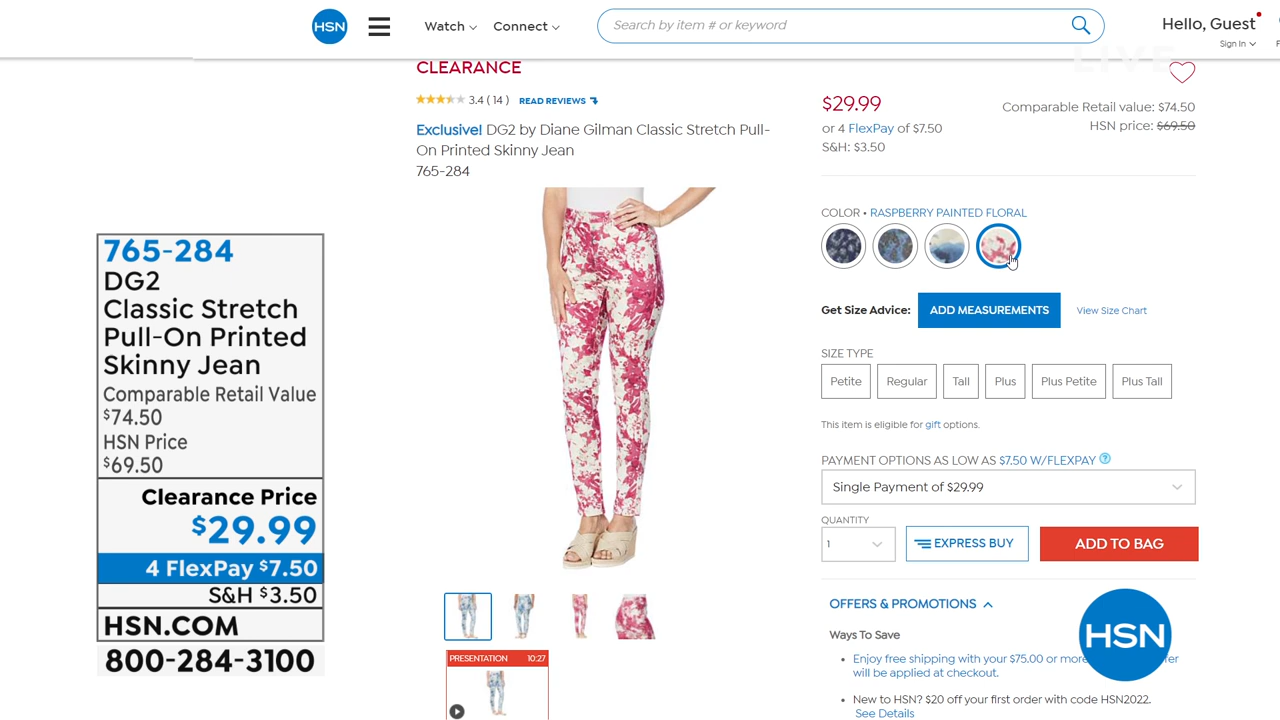 HSN
Watch
Connect
Search by item # or keyword
Hello, Guest
Sign In
LIVE
765-284
DG2
Classic Stretch
Pull-On Printed
Skinny Jean
Comparable Retail Value
$74.50
HSN Price
$69.50
Clearance Price
$29.99
4 FlexPay $7.50
S&H $3.50
HSN.COM
800-284-3100
CLEARANCE
3.4 ( 14 ) READ REVIEWS
Exclusive! DG2 by Diane Gilman Classic Stretch Pull-
On Printed Skinny Jean
765-284
PRESENTATION 10:27
$29.99
or 4 FlexPay of $7.50
S&H: $3.50
Comparable Retail value: $74.50
HSN price: $69.50
COLOR • RASPBERRY PAINTED FLORAL
Get Size Advice: ADD MEASUREMENTS View Size Chart
SIZE TYPE
Petite Regular Tall Plus Plus Petite Plus Tall
This item is eligible for gift options.
PAYMENT OPTIONS AS LOW AS $7.50 W/FLEXPAY ?
Single Payment of $29.99
QUANTITY
1 EXPRESS BUY ADD TO BAG
OFFERS & PROMOTIONS
Ways To Save
• Enjoy free shipping with your $75.00 or more
will be applied at checkout.
• New to HSN? $20 off your first order with code HSN2022.
See Details
HSN